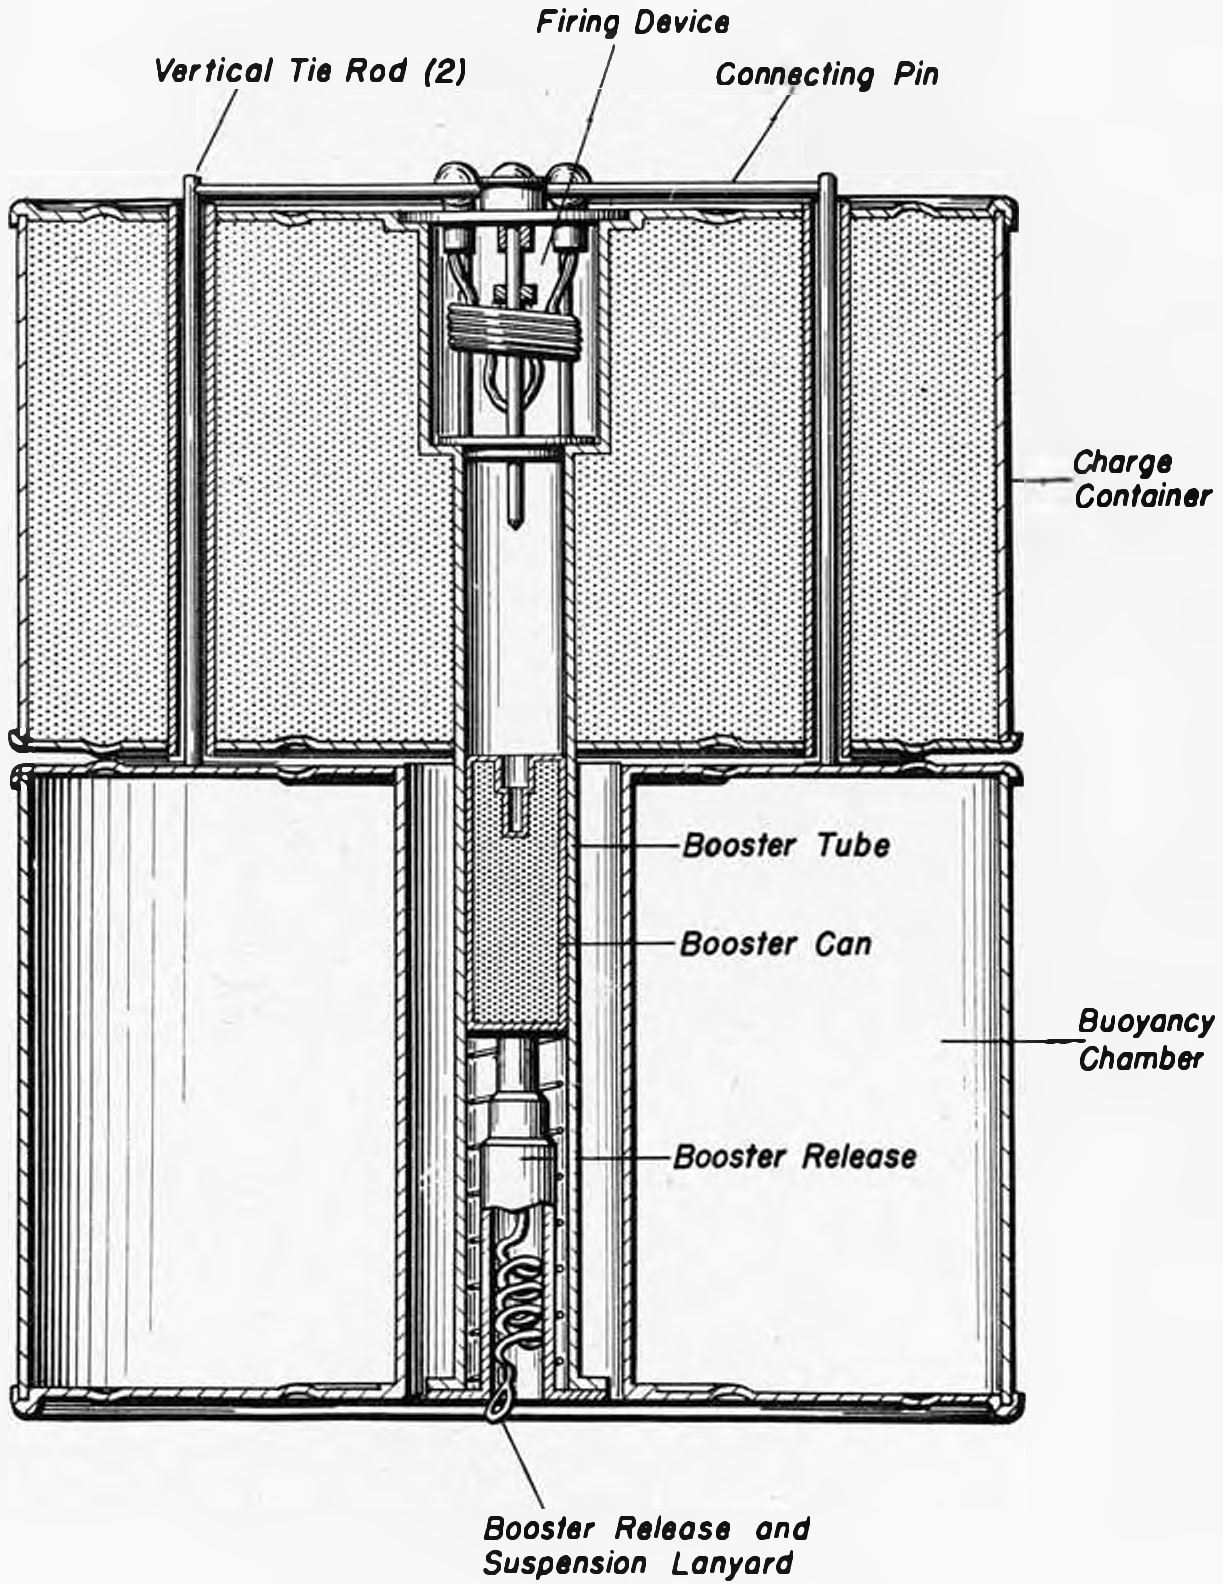 Firing Device
Vertical Tie Rod (2)
Connecting Pin
Charge
Container
Booster Tube
Booster Can
Buoyancy
Chamber
Booster Release
Booster Release and
Suspension Lanyard